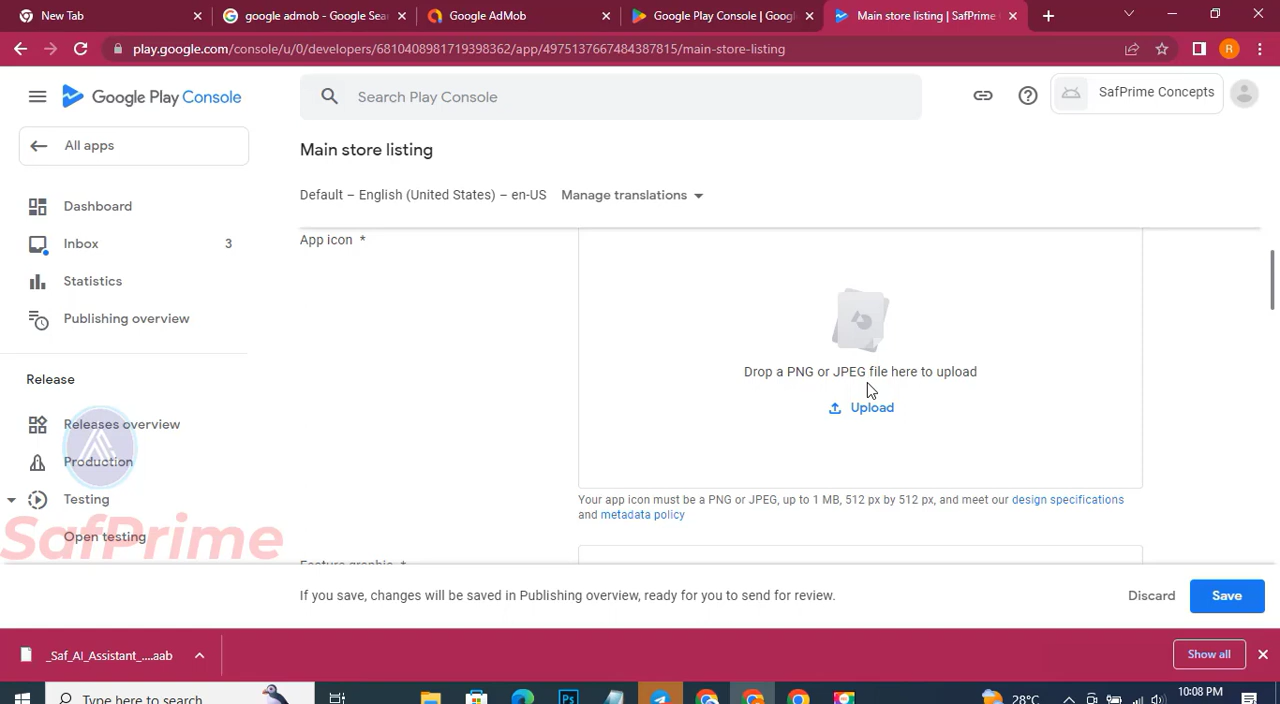 New Tab
google admob - Google Sea
Google AdMob
Google Play Console | Googl
Main store listing | SafPrime
play.google.com/console/u/0/developers/6810408981719398362/app/4975137667484387815/main-store-listing
R
Google Play Console
Search Play Console
SafPrime Concepts
All apps
Main store listing
Default – English (United States) – en-US
Manage translations
Dashboard
Inbox 3
Statistics
Publishing overview
Release
Releases overview
Production
Testing
Open testing
SafPrime
App icon *
Drop a PNG or JPEG file here to upload
Upload
Your app icon must be a PNG or JPEG, up to 1 MB, 512 px by 512 px, and meet our design specifications
and metadata policy
Feature graphic *
If you save, changes will be saved in Publishing overview, ready for you to send for review.
Discard
Save
_Saf_AI_Assistant_....aab
Show all
Type here to search
Ps
28°C
10:08 PM